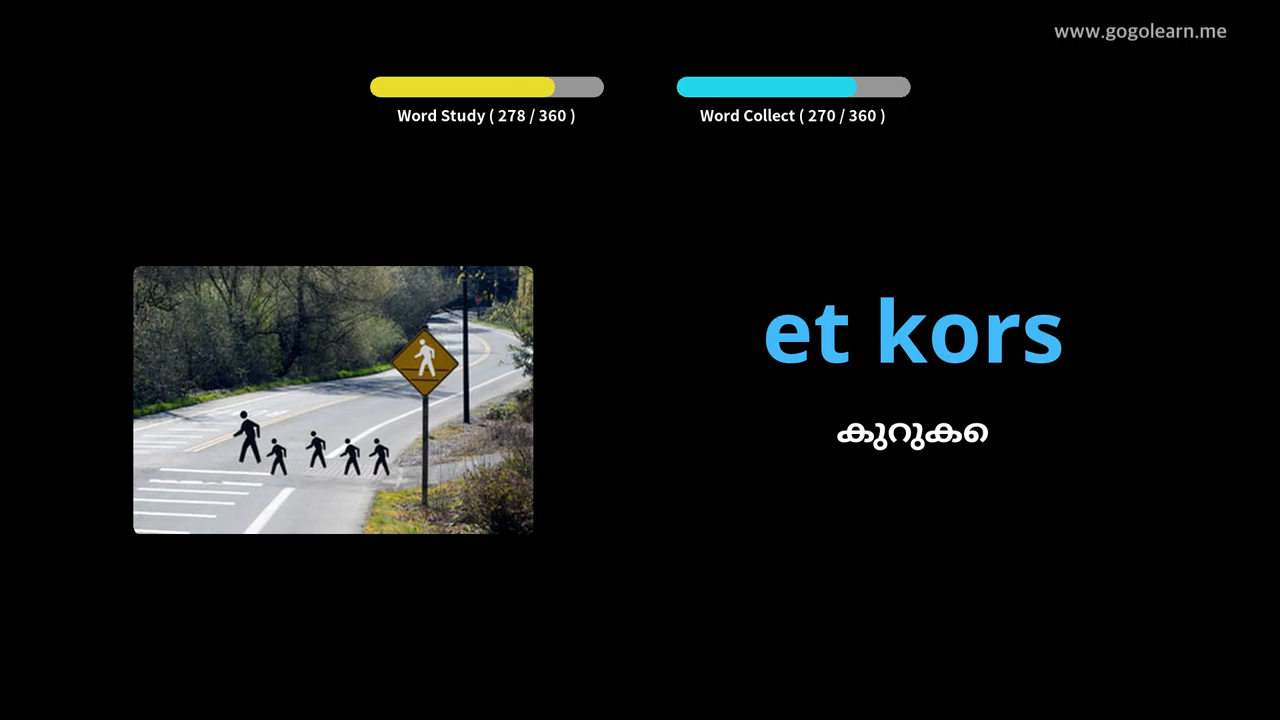 www.gogolearn.me
Word Study ( 278 / 360 )
Word Collect ( 270 / 360 )
et kors
കുറുകെ